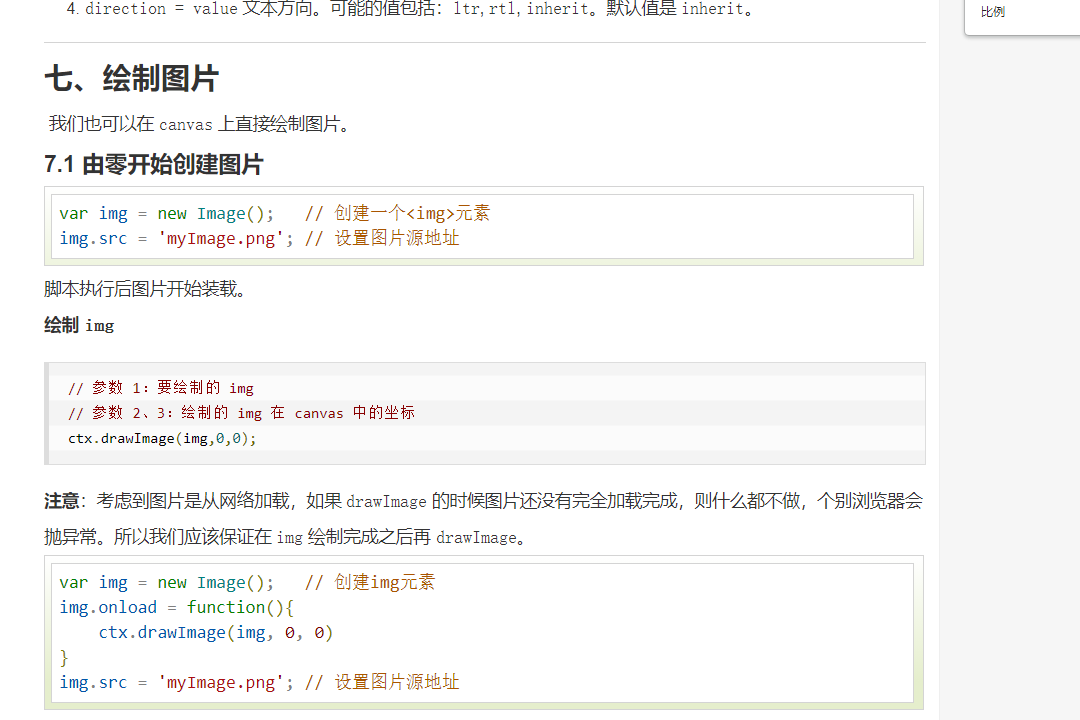 4. direction = value 文本方向。可能的值包括：ltr, rtl, inherit。默认值是 inherit。
比例
七、绘制图片
我们也可以在 canvas 上直接绘制图片。
7.1 由零开始创建图片
var img = new Image();   // 创建一个<img>元素
img.src = 'myImage.png'; // 设置图片源地址
脚本执行后图片开始装载。
绘制 img
// 参数 1：要绘制的 img
// 参数 2、3：绘制的 img 在 canvas 中的坐标
ctx.drawImage(img,0,0);
注意：考虑到图片是从网络加载，如果 drawImage 的时候图片还没有完全加载完成，则什么都不做，个别浏览器会
抛异常。所以我们应该保证在 img 绘制完成之后再 drawImage。
var img = new Image();   // 创建img元素
img.onload = function(){
    ctx.drawImage(img, 0, 0)
}
img.src = 'myImage.png'; // 设置图片源地址